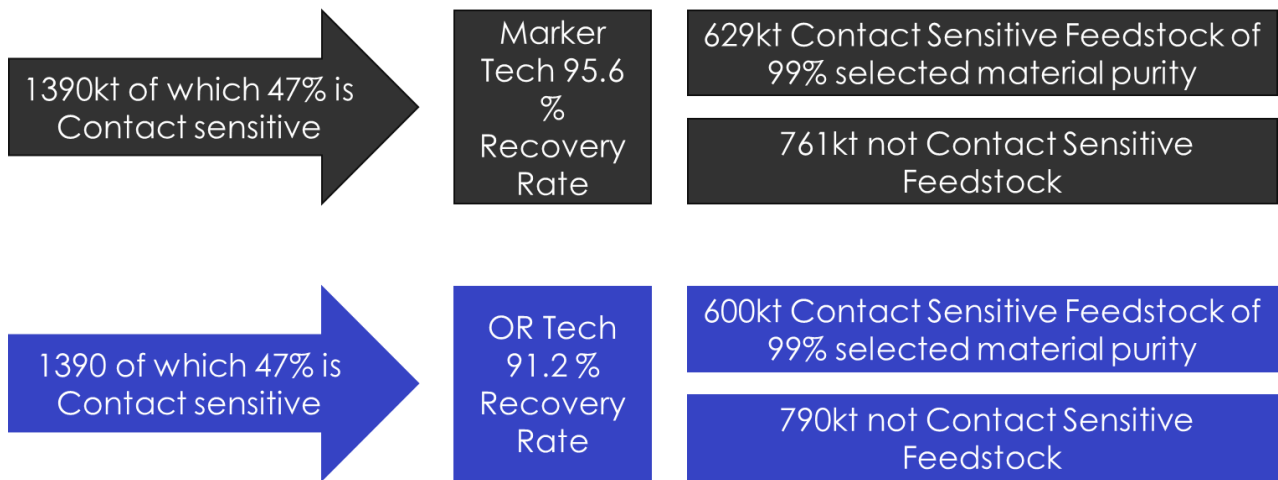 1390kt of which 47% is
Contact sensitive
Marker
Tech 95.6
%
Recovery
Rate
629kt Contact Sensitive Feedstock of
99% selected material purity
761kt not Contact Sensitive
Feedstock
1390 of which 47% is
Contact sensitive
OR Tech
91.2 %
Recovery
Rate
600kt Contact Sensitive Feedstock of
99% selected material purity
790kt not Contact Sensitive
Feedstock